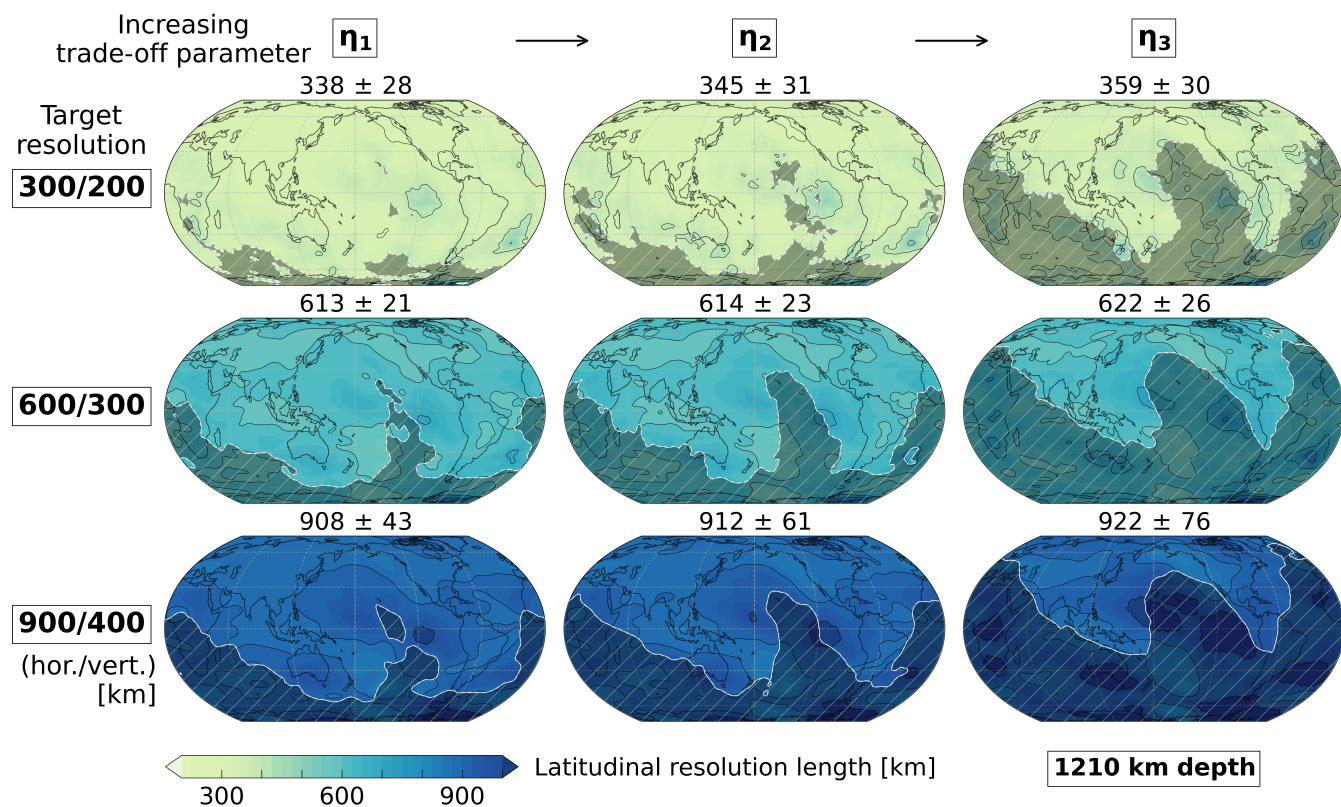 Increasing
trade-off parameter
η₁
η₂
η₃
338 ± 28
345 ± 31
359 ± 30
Target
resolution
300/200
613 ± 21
614 ± 23
622 ± 26
600/300
908 ± 43
912 ± 61
922 ± 76
900/400
(hor./vert.)
[km]
300
600
900
Latitudinal resolution length [km]
1210 km depth